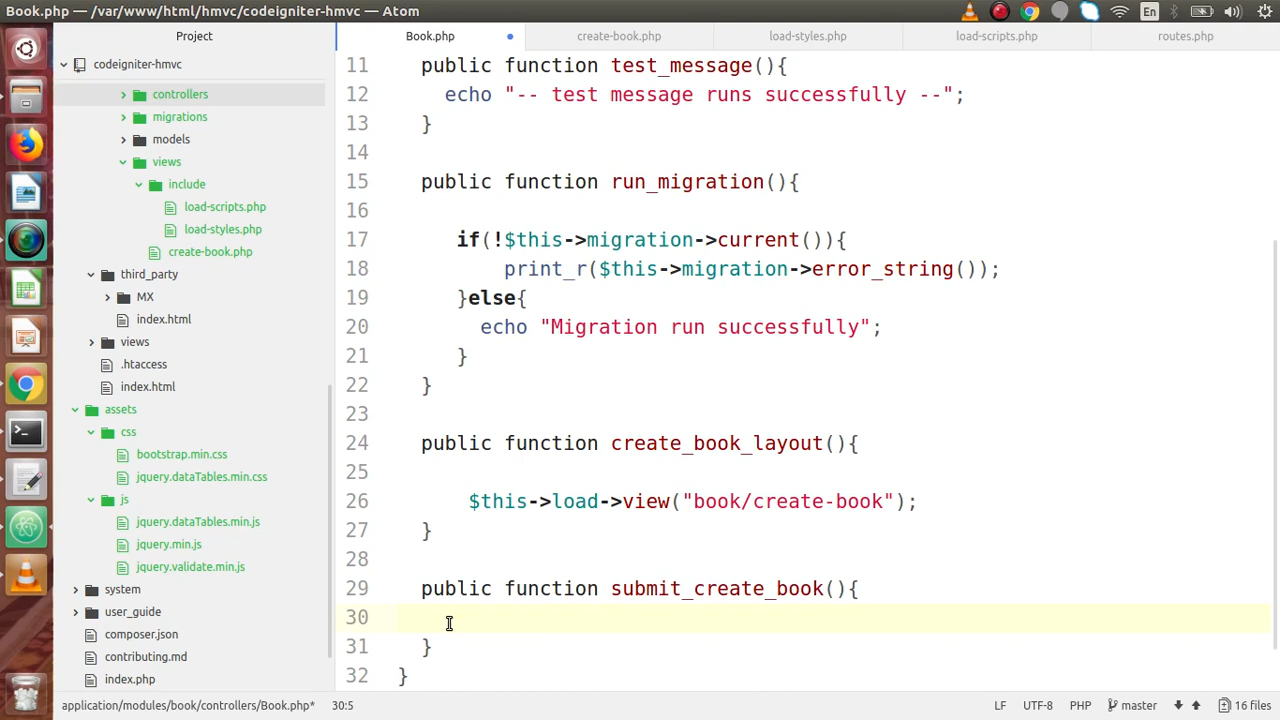 Book.php — /var/www/html/hmvc/codeigniter-hmvc — Atom
En
Project
Book.php
create-book.php
load-styles.php
load-scripts.php
routes.php
codeigniter-hmvc
controllers
migrations
models
views
include
load-scripts.php
load-styles.php
create-book.php
third_party
MX
index.html
views
.htaccess
index.html
assets
css
bootstrap.min.css
jquery.dataTables.min.css
js
jquery.dataTables.min.js
jquery.min.js
jquery.validate.min.js
system
user_guide
composer.json
contributing.md
index.php
11 public function test_message(){
12 echo "-- test message runs successfully --";
13 }
14
15 public function run_migration(){
16
17 if(!$this->migration->current()){
18 print_r($this->migration->error_string());
19 }else{
20 echo "Migration run successfully";
21 }
22 }
23
24 public function create_book_layout(){
25
26 $this->load->view("book/create-book");
27 }
28
29 public function submit_create_book(){
30
31 }
32 }
application/modules/book/controllers/Book.php* 30:5
LF UTF-8 PHP master 16 files